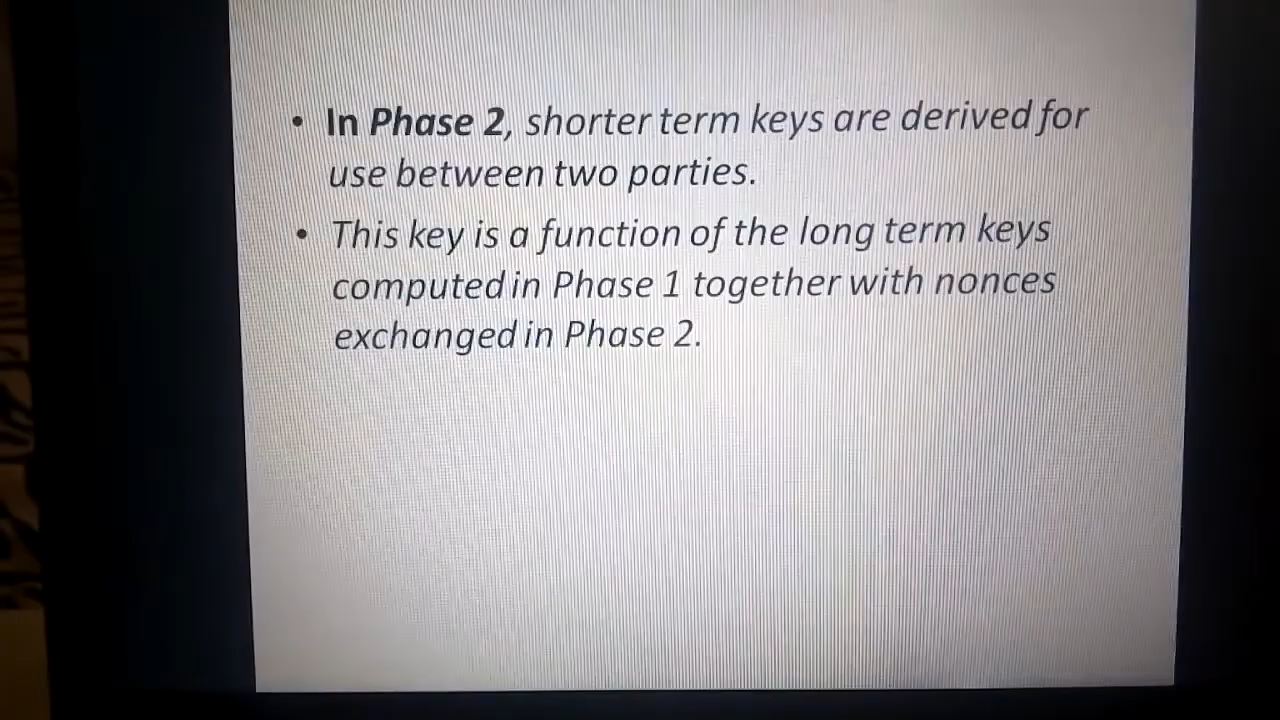 • In Phase 2, shorter term keys are derived for
use between two parties.
• This key is a function of the long term keys
computed in Phase 1 together with nonces
exchanged in Phase 2.